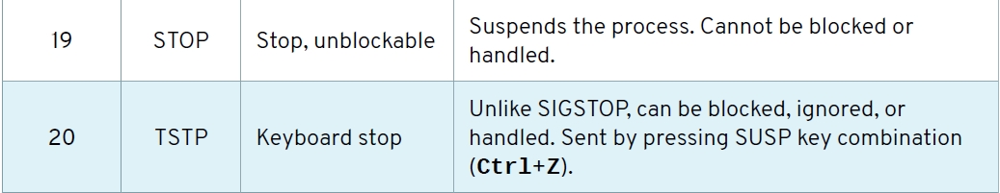 19 STOP Stop, unblockable Suspends the process. Cannot be blocked or
handled.
20 TSTP Keyboard stop Unlike SIGSTOP, can be blocked, ignored, or
handled. Sent by pressing SUSP key combination
(Ctrl+Z).